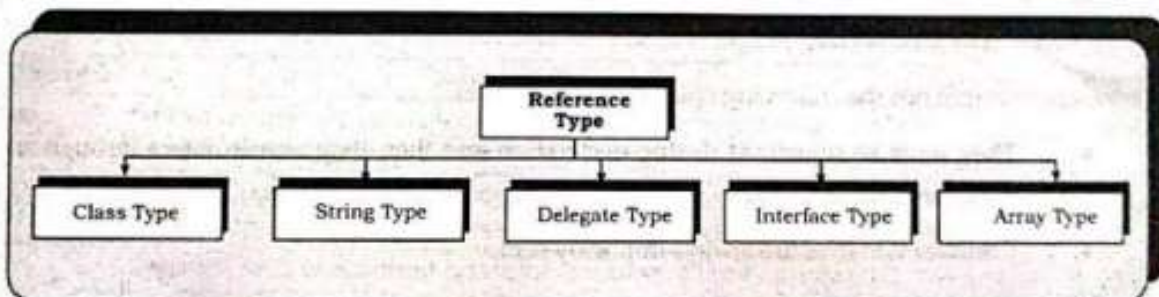 Reference
Type
Class Type
String Type
Delegate Type
Interface Type
Array Type